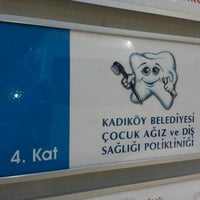 KADIKÖY BELEDİYESİ
ÇOCUK AĞIZ ve DİŞ
SAĞLIĞI POLİKLİNİĞİ
4. Kat